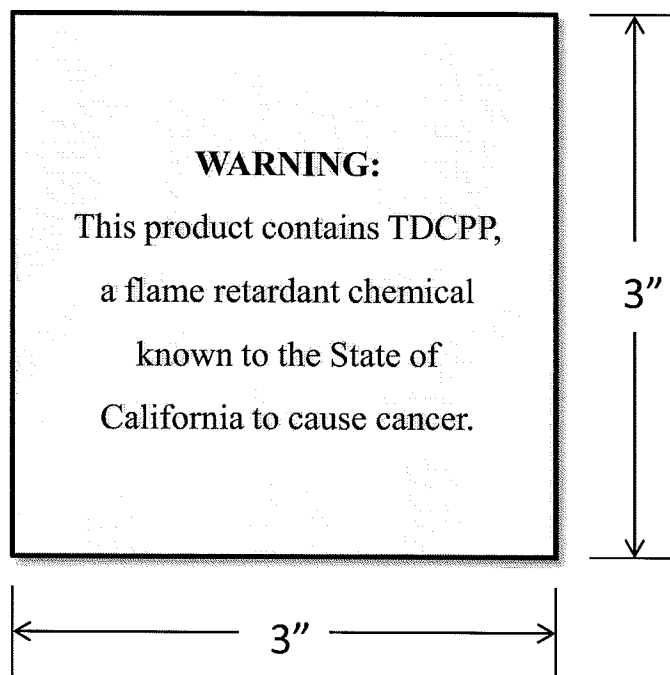 WARNING:
This product contains TDCPP,
a flame retardant chemical
known to the State of
California to cause cancer.
3”
3”